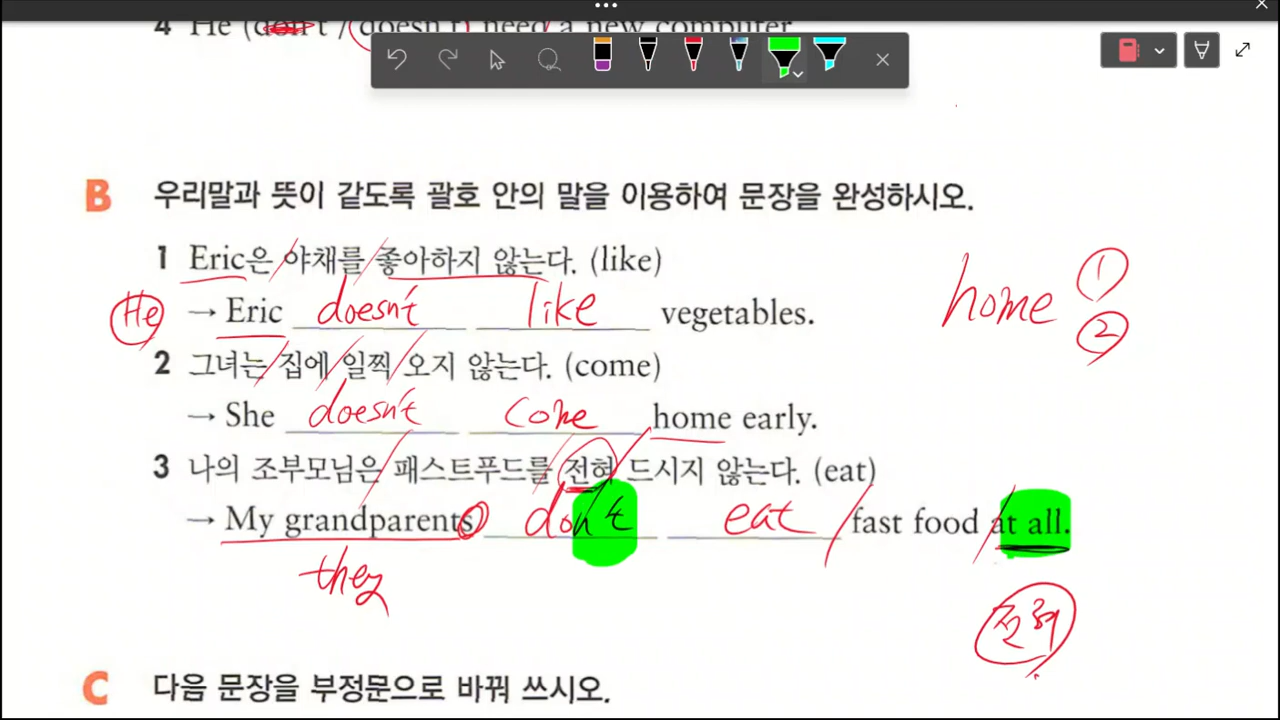 4 He (don't / doesn't) need a new computer
B 우리말과 뜻이 같도록 괄호 안의 말을 이용하여 문장을 완성하시오.
1 Eric은 야채를 좋아하지 않는다. (like)
He → Eric doesn't like vegetables.
home ① ②
2 그녀는 집에 일찍 오지 않는다. (come)
→ She doesn't come home early.
3 나의 조부모님은 패스트푸드를 전혀 드시지 않는다. (eat)
→ My grandparents don't eat fast food at all.
they
전혀
C 다음 문장을 부정문으로 바꿔 쓰시오.